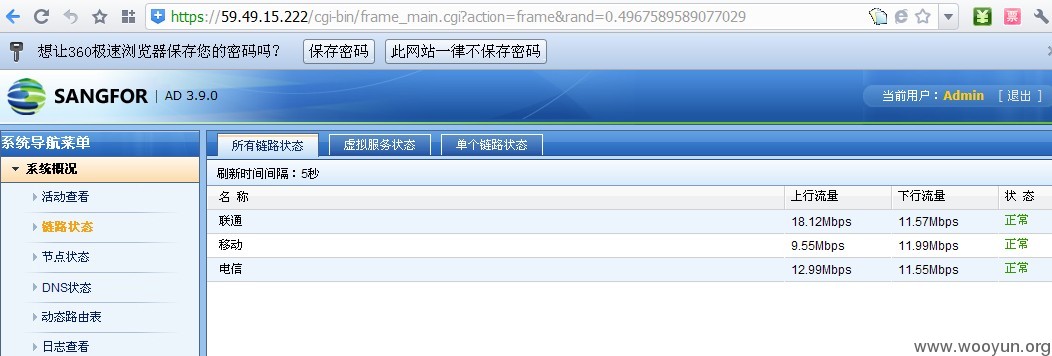 https://59.49.15.222/cgi-bin/frame_main.cgi?action=frame&rand=0.4967589589077029
票
想让360极速浏览器保存您的密码吗？ 保存密码 此网站一律不保存密码
SANGFOR | AD 3.9.0 当前用户：Admin [ 退出 ]
系统导航菜单
系统概况
活动查看
链路状态
节点状态
DNS状态
动态路由表
日志查看
所有链路状态 虚拟服务状态 单个链路状态
刷新时间间隔：5秒
名 称 上行流量 下行流量 状 态
联通 18.12Mbps 11.57Mbps 正常
移动 9.55Mbps 11.99Mbps 正常
电信 12.99Mbps 11.55Mbps 正常
www.wooyun.org